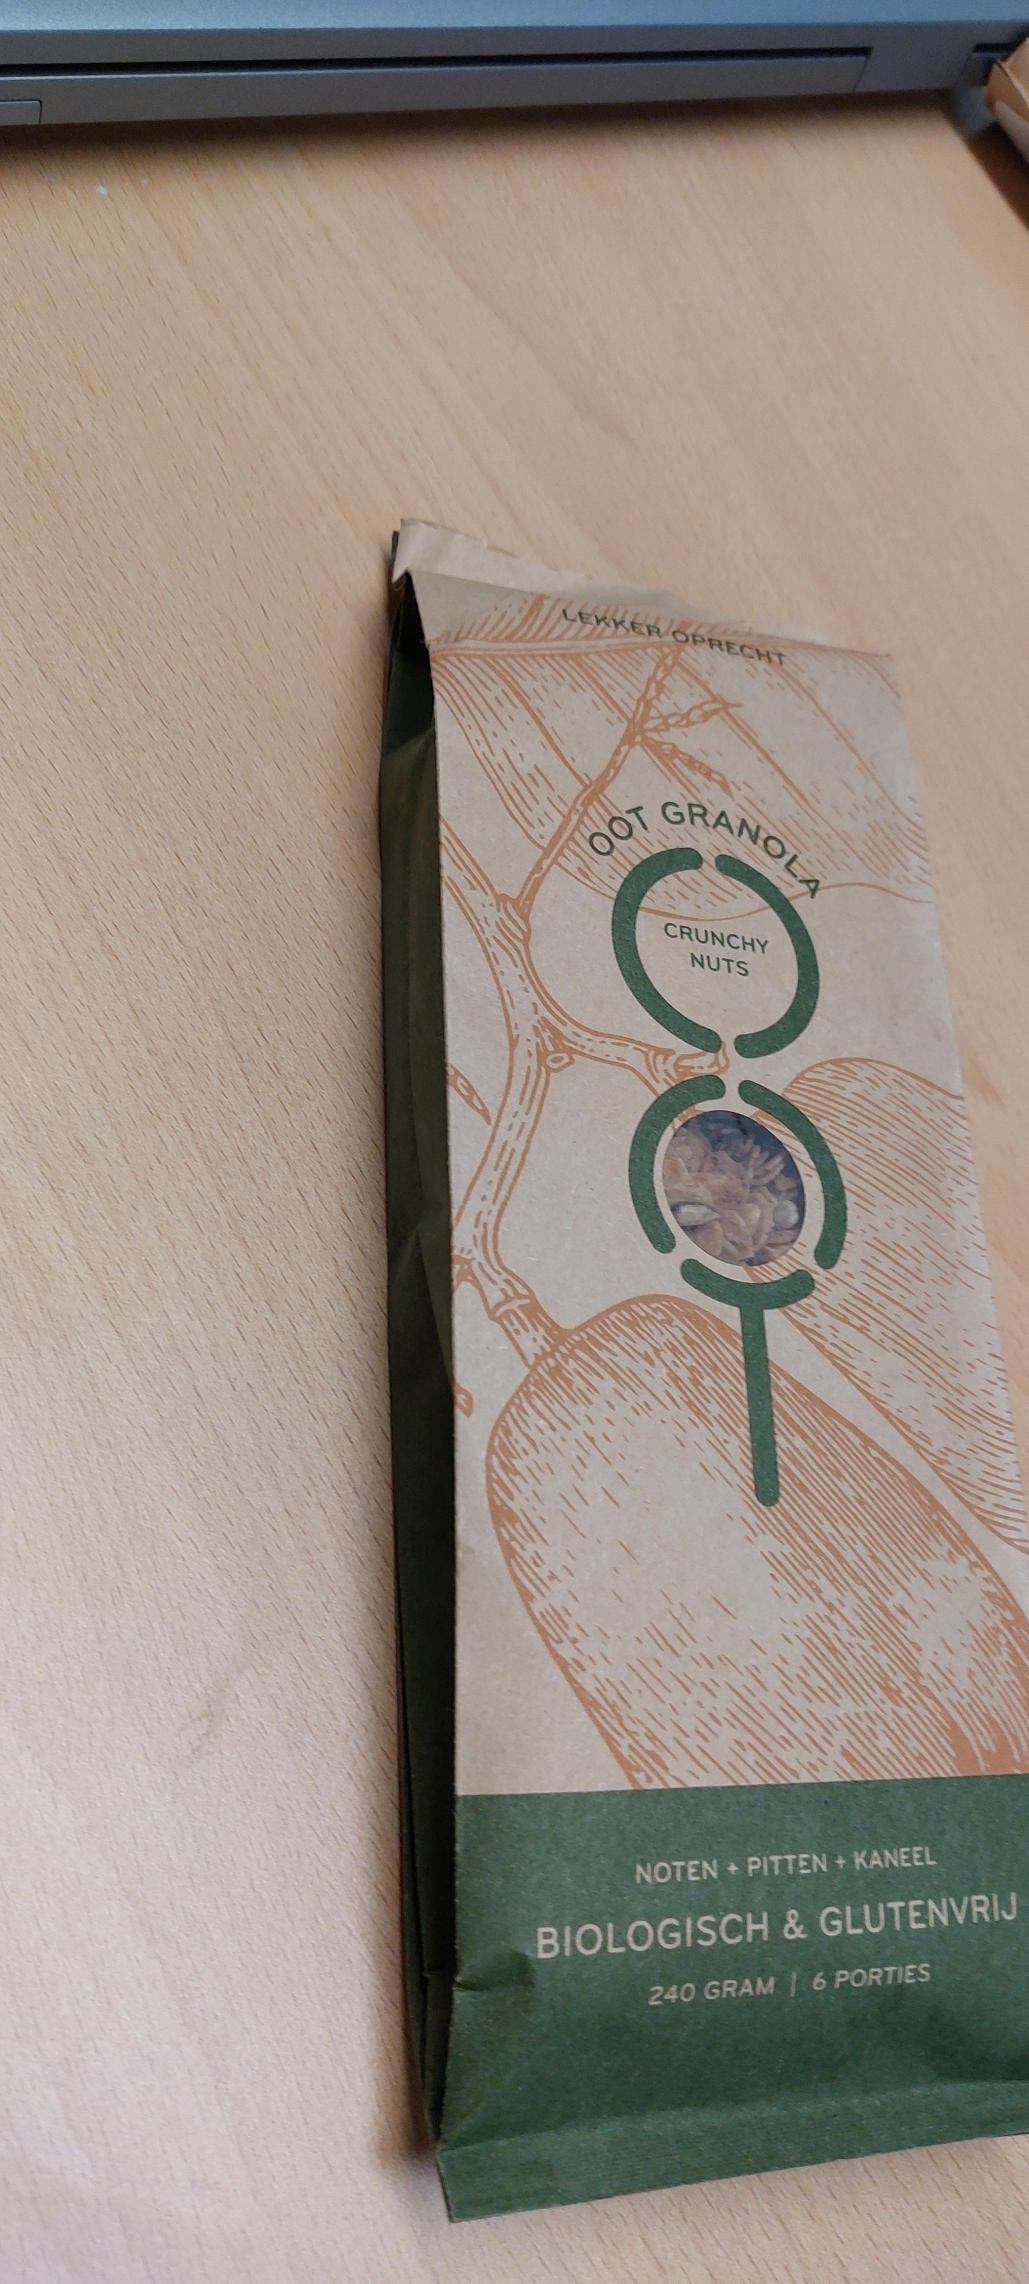 LEKKER OPRECHT
OOT GRANOLA
CRUNCHY
NUTS
NOTEN + PITTEN + KANEEL
BIOLOGISCH & GLUTENVRIJ
240 GRAM | 6 PORTIES